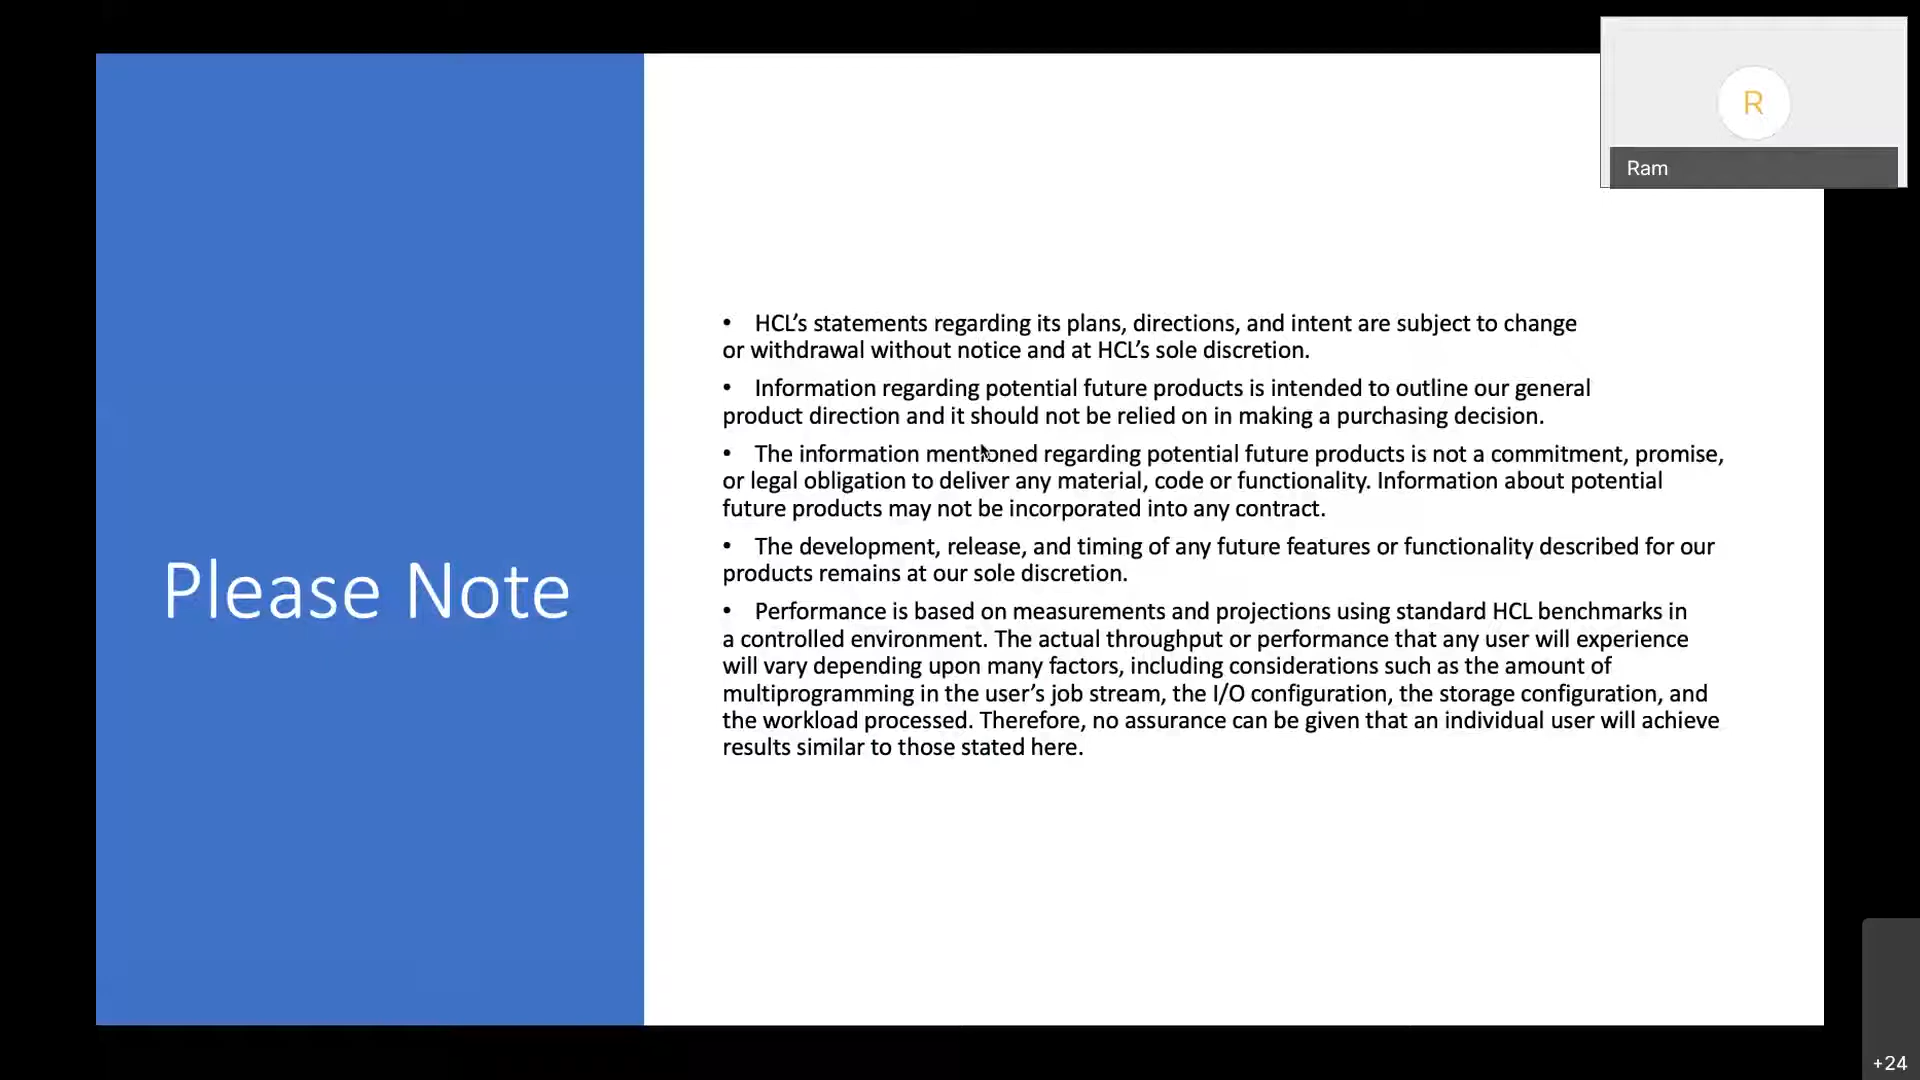 R
Ram
Please Note
• HCL’s statements regarding its plans, directions, and intent are subject to change
or withdrawal without notice and at HCL’s sole discretion.
• Information regarding potential future products is intended to outline our general
product direction and it should not be relied on in making a purchasing decision.
• The information mentioned regarding potential future products is not a commitment, promise,
or legal obligation to deliver any material, code or functionality. Information about potential
future products may not be incorporated into any contract.
• The development, release, and timing of any future features or functionality described for our
products remains at our sole discretion.
• Performance is based on measurements and projections using standard HCL benchmarks in
a controlled environment. The actual throughput or performance that any user will experience
will vary depending upon many factors, including considerations such as the amount of
multiprogramming in the user’s job stream, the I/O configuration, the storage configuration, and
the workload processed. Therefore, no assurance can be given that an individual user will achieve
results similar to those stated here.
+24